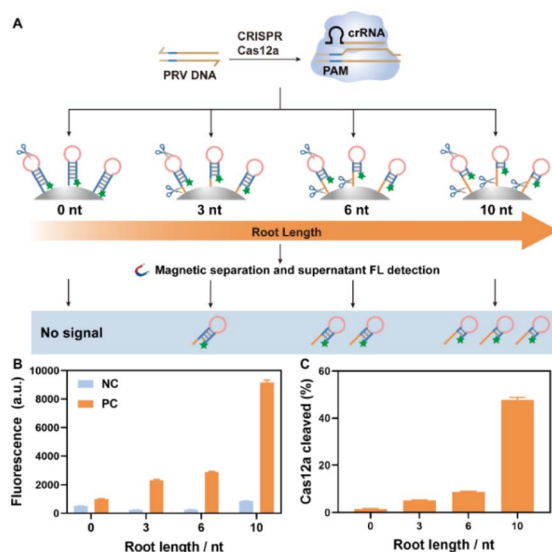 A
CRISPR
Cas12a
PRV DNA
crRNA
PAM
0 nt 3 nt 6 nt 10 nt
Root Length
Magnetic separation and supernatant FL detection
No signal
B
Fluorescence (a.u.)
10000
8000
6000
4000
2000
0
NC
PC
0 3 6 10
Root length / nt
C
Cas12a cleaved (%)
60
40
20
0
0 3 6 10
Root length / nt